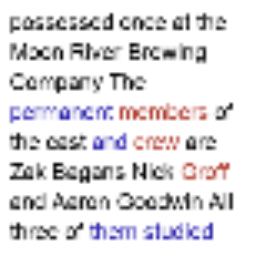 possessed once at the
Moon River Brewing
Company The
permanent members of
the cast and crew are
Zak Bagans Nick Groff
and Aaron Goodwin All
three of them studied